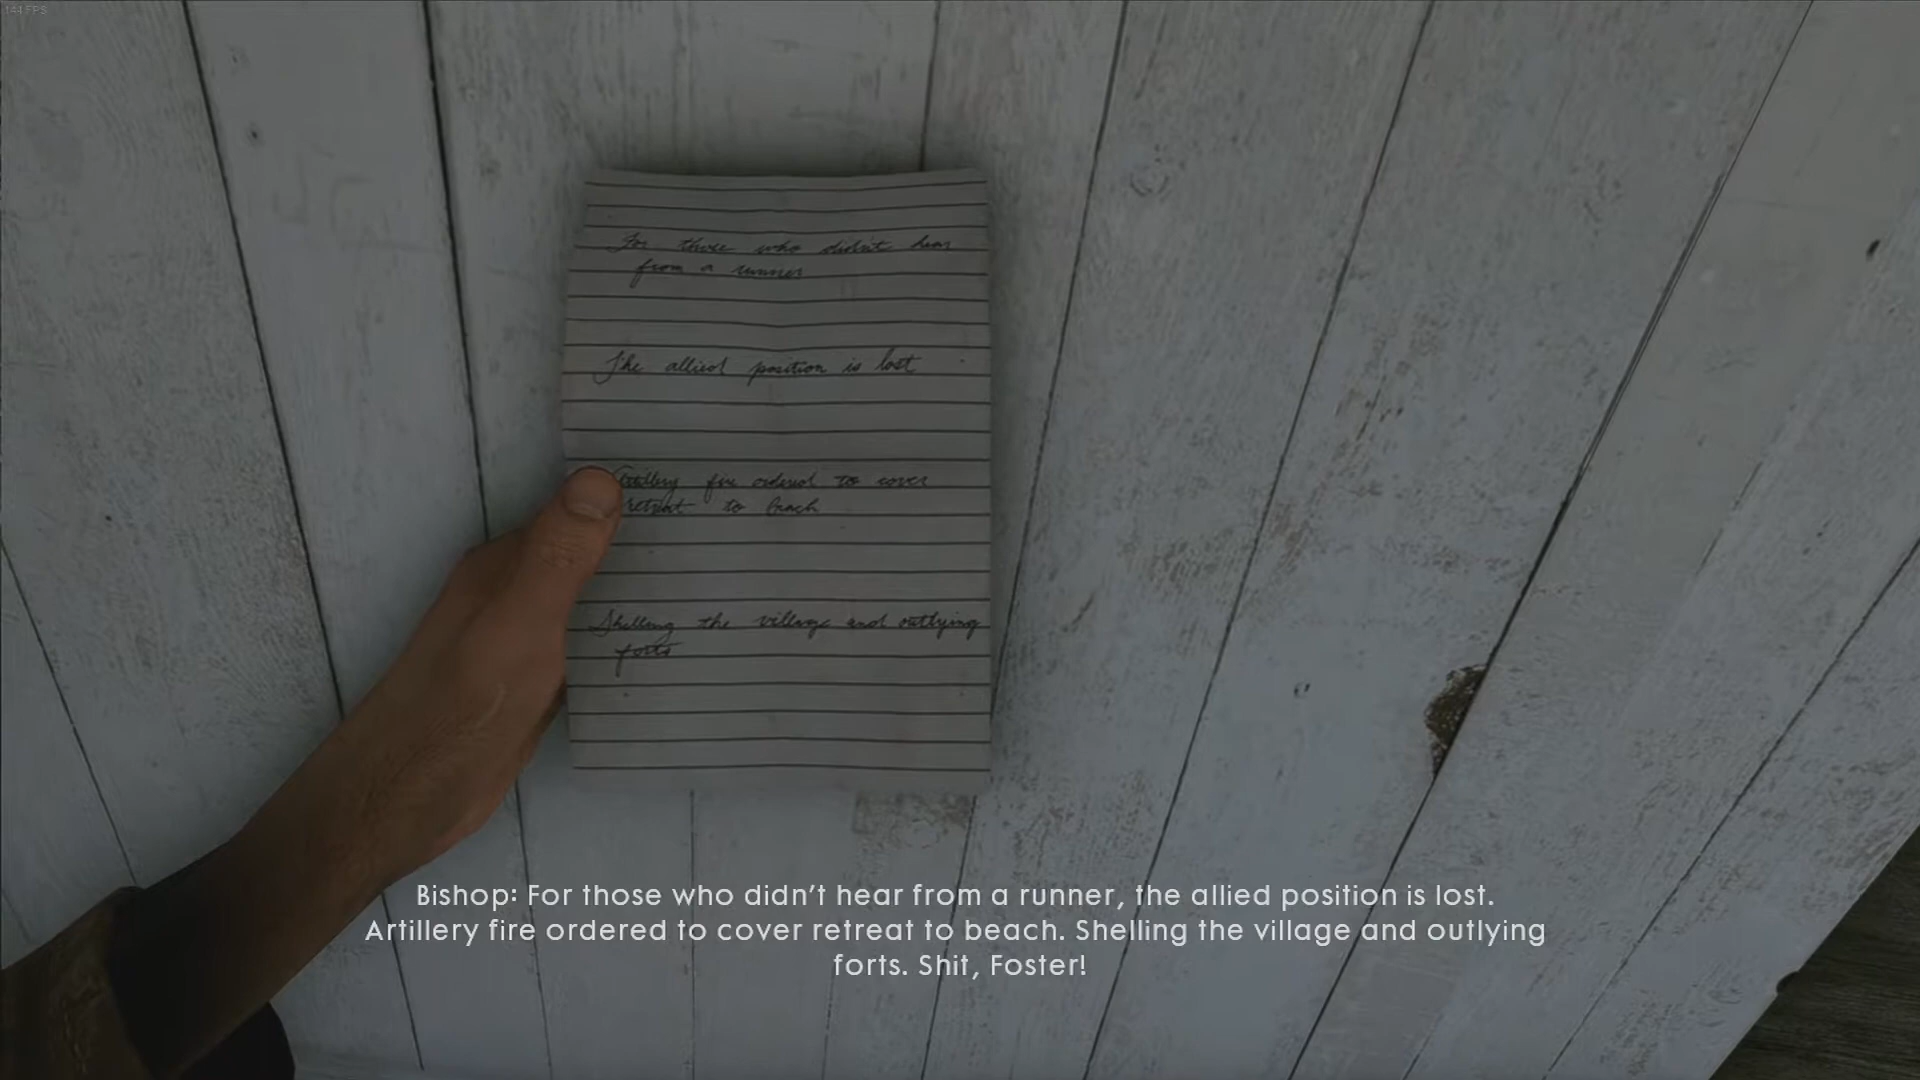 144 FPS
For those who didn't hear
from a runner
The allied position is lost
Artillery fire ordered to cover
retreat to beach
Shelling the village and outlying
forts
Bishop: For those who didn't hear from a runner, the allied position is lost.
Artillery fire ordered to cover retreat to beach. Shelling the village and outlying
forts. Shit, Foster!